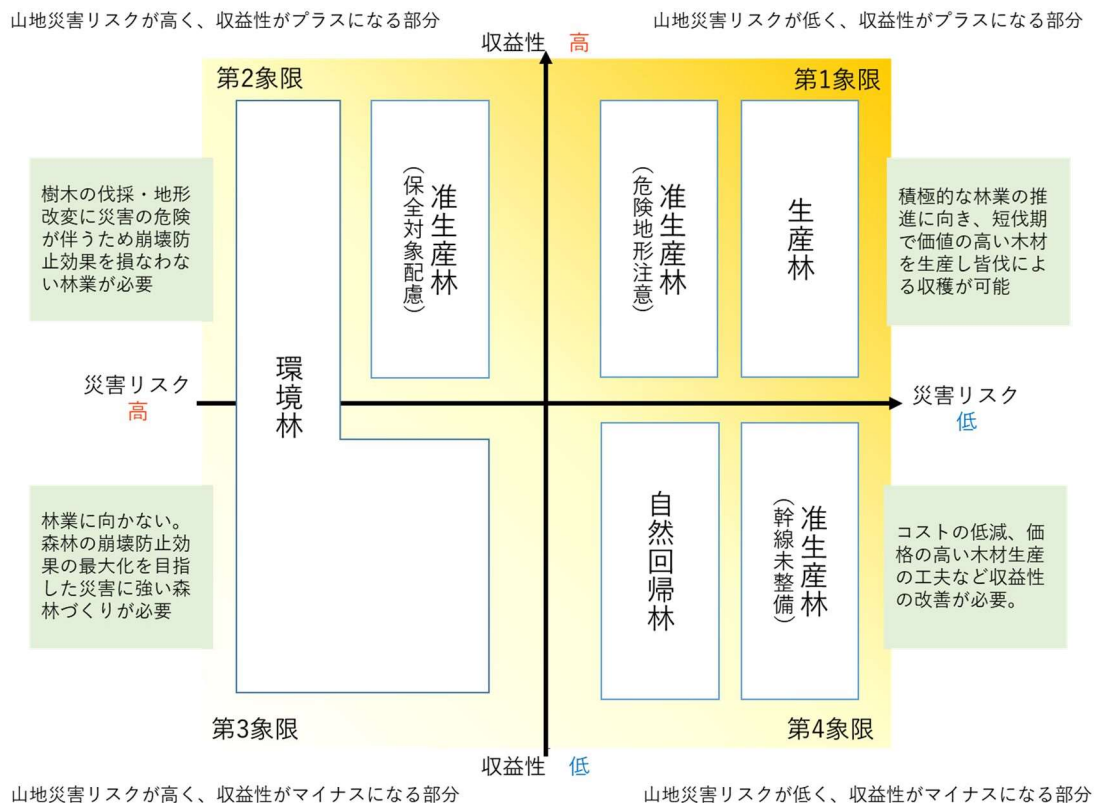 山地災害リスクが高く、収益性がプラスになる部分
山地災害リスクが低く、収益性がプラスになる部分
収益性 高
第2象限
第1象限
樹木の伐採・地形
改変に災害の危険
が伴うため崩壊防
止効果を損なわな
い林業が必要
准生産林
(保全対象配慮)
准生産林
(危険地形注意)
生産林
積極的な林業の推
進に向き、短伐期
で価値の高い木材
を生産し皆伐によ
る収穫が可能
災害リスク
高
環境林
災害リスク
低
林業に向かない。
森林の崩壊防止効
果の最大化を目指
した災害に強い森
林づくりが必要
自然回帰林
准生産林
(幹線未整備)
コストの低減、価
格の高い木材生産
の工夫など収益性
の改善が必要。
第3象限
第4象限
収益性 低
山地災害リスクが高く、収益性がマイナスになる部分
山地災害リスクが低く、収益性がマイナスになる部分